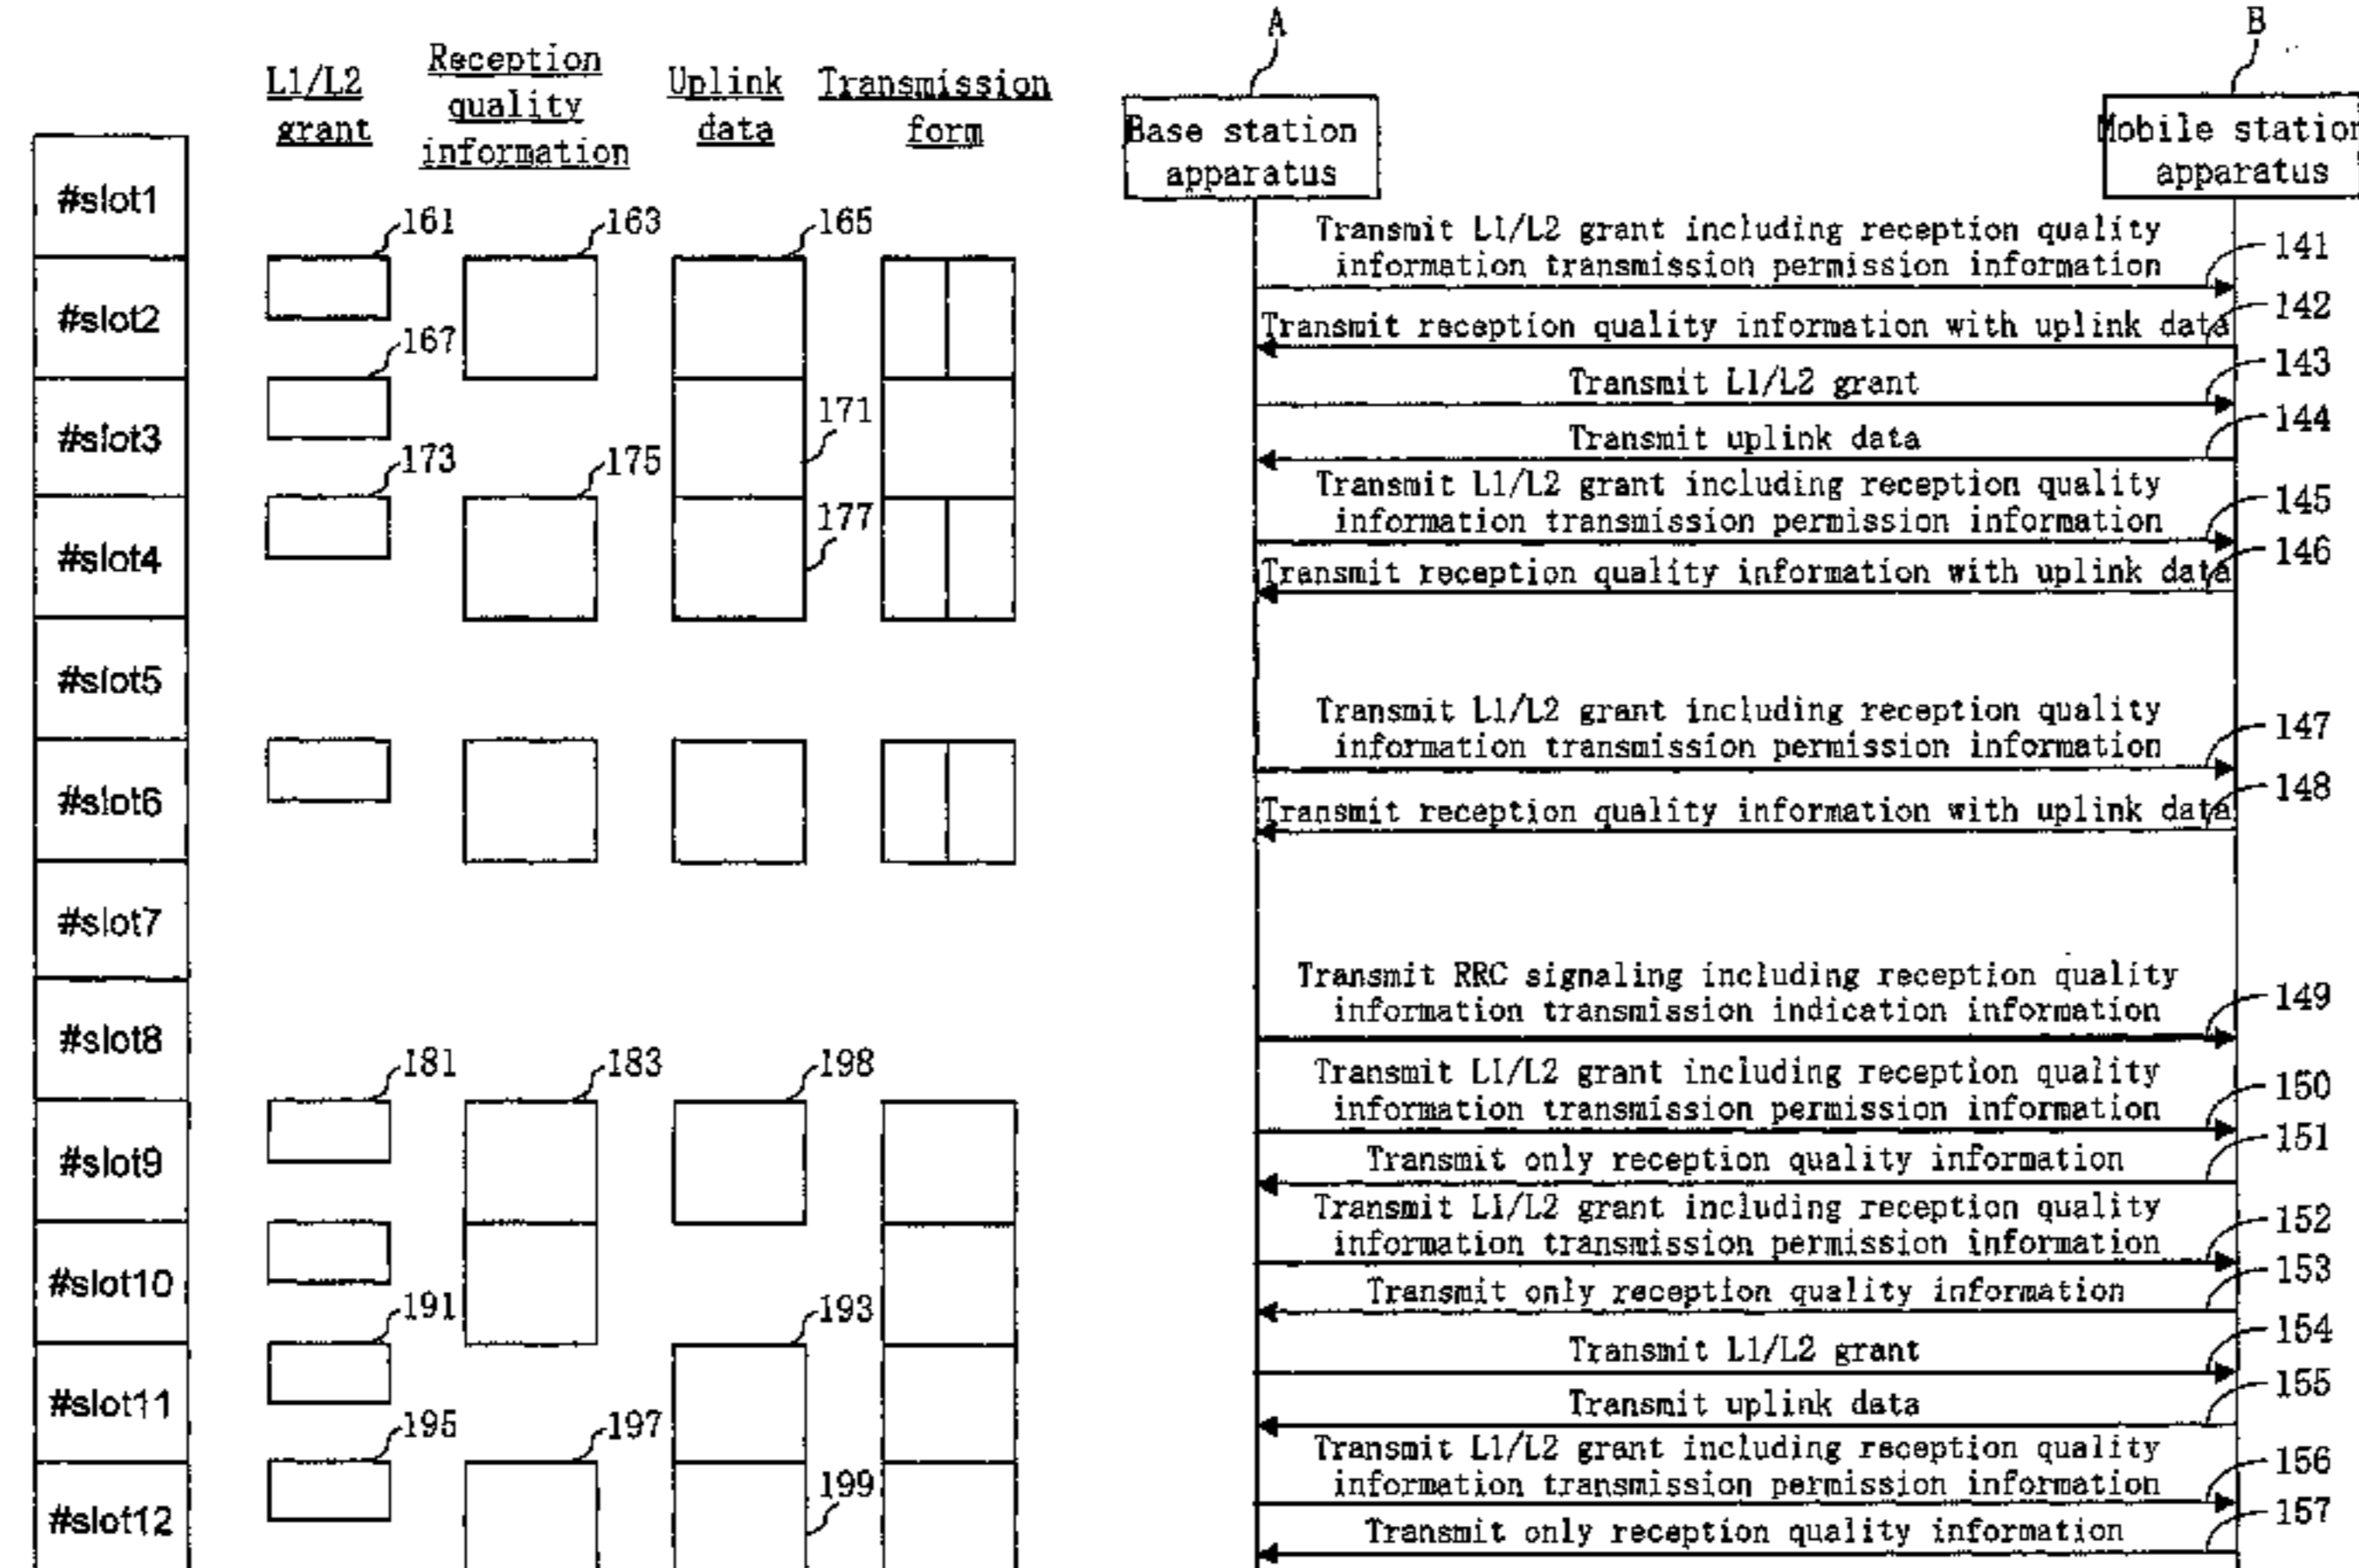 A
B
L1/L2
grant
Reception
quality
information
Uplink
data
Transmission
form
Base station
apparatus
Mobile station
apparatus
#slot1
161
163
165
Transmit L1/L2 grant including reception quality
information transmission permission information
141
#slot2
Transmit reception quality information with uplink data
142
167
143
Transmit L1/L2 grant
#slot3
171
144
Transmit uplink data
173
175
Transmit L1/L2 grant including reception quality
information transmission permission information
145
177
#slot4
146
Transmit reception quality information with uplink data
#slot5
Transmit L1/L2 grant including reception quality
information transmission permission information
147
#slot6
148
Transmit reception quality information with uplink data
#slot7
Transmit RRC signaling including reception quality
information transmission indication information
149
#slot8
181
183
198
Transmit L1/L2 grant including reception quality
information transmission permission information
150
#slot9
151
Transmit only reception quality information
Transmit L1/L2 grant including reception quality
information transmission permission information
152
#slot10
153
Transmit only reception quality information
191
193
154
Transmit L1/L2 grant
#slot11
155
Transmit uplink data
195
197
Transmit L1/L2 grant including reception quality
information transmission permission information
156
199
#slot12
157
Transmit only reception quality information